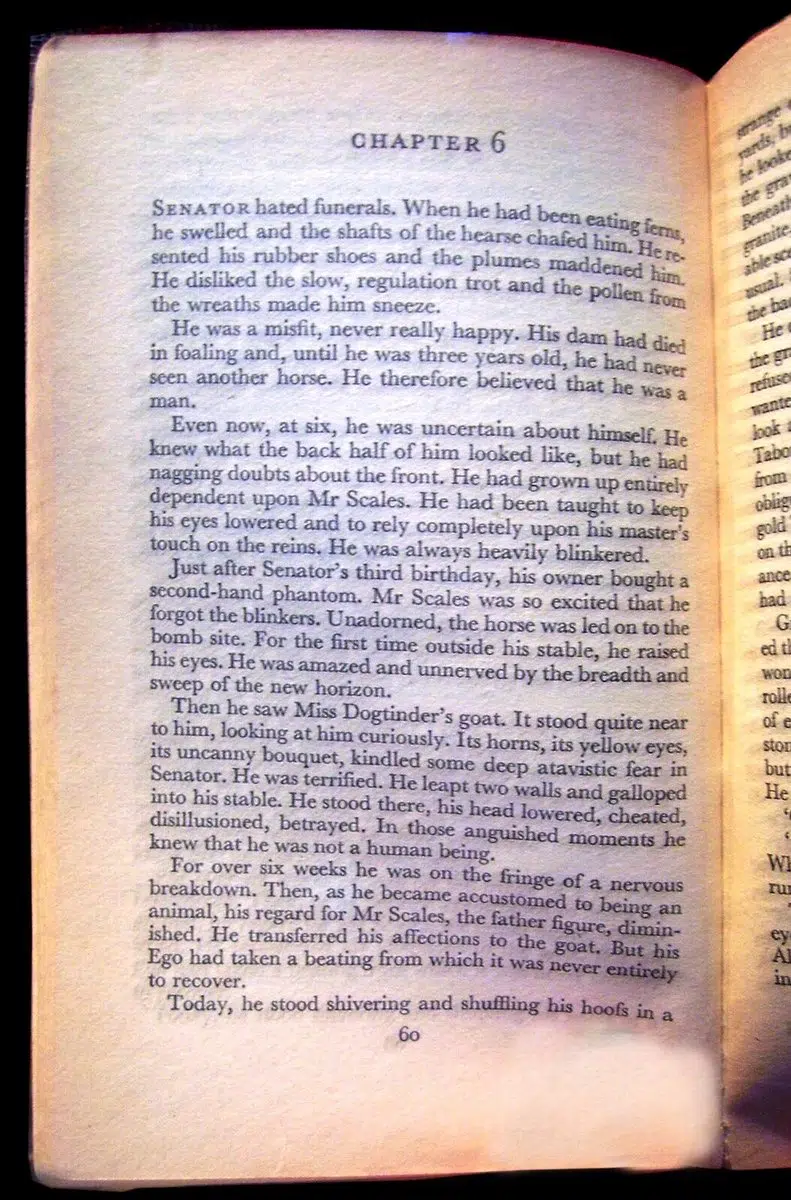 CHAPTER 6
SENATOR hated funerals. When he had been eating ferns,
he swelled and the shafts of the hearse chafed him. He re-
sented his rubber shoes and the plumes maddened him.
He disliked the slow, regulation trot and the pollen from
the wreaths made him sneeze.
He was a misfit, never really happy. His dam had died
in foaling and, until he was three years old, he had never
seen another horse. He therefore believed that he was a
man.
Even now, at six, he was uncertain about himself. He
knew what the back half of him looked like, but he had
nagging doubts about the front. He had grown up entirely
dependent upon Mr Scales. He had been taught to keep
his eyes lowered and to rely completely upon his master's
touch on the reins. He was always heavily blinkered.
Just after Senator's third birthday, his owner bought a
second-hand phantom. Mr Scales was so excited that he
forgot the blinkers. Unadorned, the horse was led on to the
bomb site. For the first time outside his stable, he raised
his eyes. He was amazed and unnerved by the breadth and
sweep of the new horizon.
Then he saw Miss Dogtinder's goat. It stood quite near
to him, looking at him curiously. Its horns, its yellow eyes,
its uncanny bouquet, kindled some deep atavistic fear in
Senator. He was terrified. He leapt two walls and galloped
into his stable. He stood there, his head lowered, cheated,
disillusioned, betrayed. In those anguished moments he
knew that he was not a human being.
For over six weeks he was on the fringe of a nervous
breakdown. Then, as he became accustomed to being an
animal, his regard for Mr Scales, the father figure, dimin-
ished. He transferred his affections to the goat. But his
Ego had taken a beating from which it was never entirely
to recover.
Today, he stood shivering and shuffling his hoofs in a
60
strange
yards,
he looke
the gra
Beneath
granite.
able sc
usual.
the ba
He
the gra
refused
wante
look
Tabo
from
oblig
gold
on th
ance
had
G
ed th
won
rolle
of e
ston
but
He
'
'
Wh
run
eye
Al
in